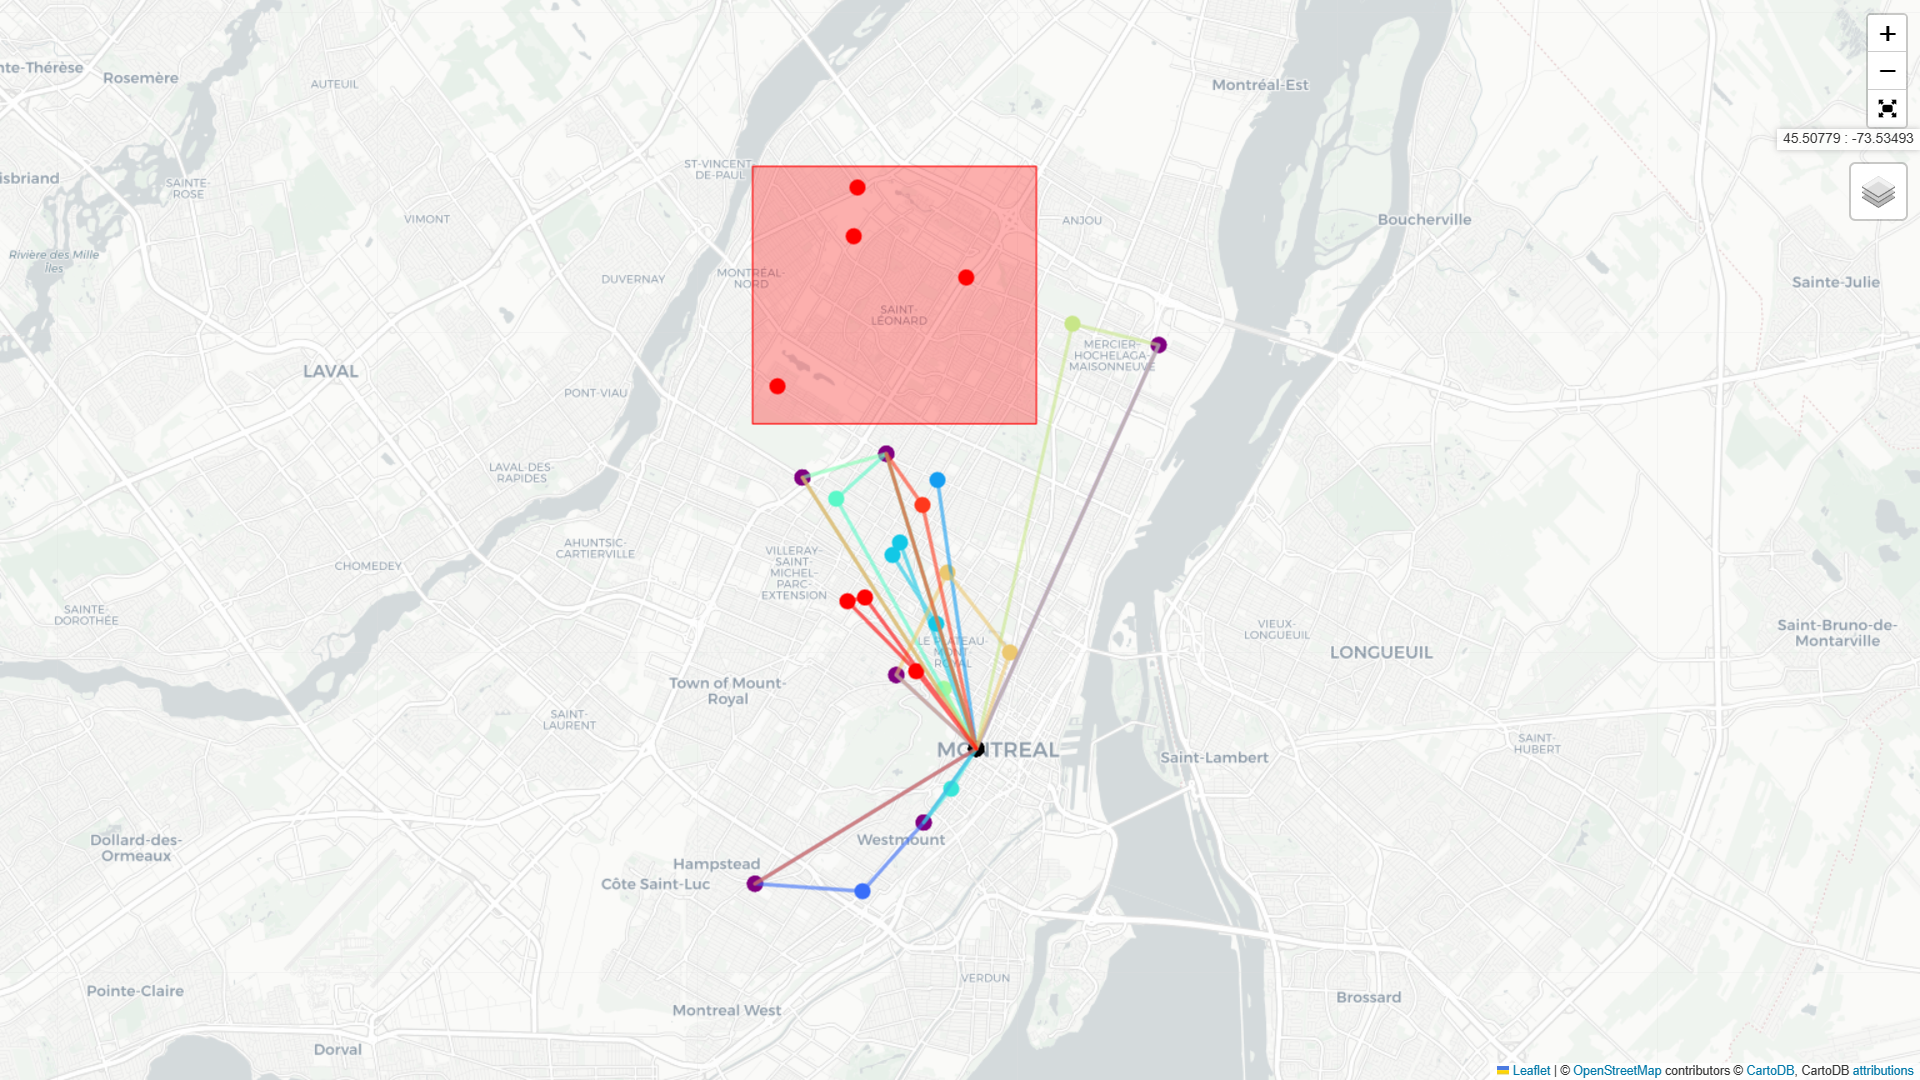 nte-Thérèse
Rosemère
AUTEUIL
Montréal-Est
+
−
45.50779 : -73.53493
ST-VINCENT
DE-PAUL
isbriand
SAINTE-
ROSE
VIMONT
ANJOU
Boucherville
Rivière des Mille
Îles
DUVERNAY
MONTRÉAL-
NORD
Sainte-Julie
SAINT-
LÉONARD
MERCIER-
HOCHELAGA-
MAISONNEUVE
LAVAL
PONT-VIAU
LAVAL-DES-
RAPIDES
AHUNTSIC-
CARTIERVILLE
VILLERAY-
SAINT-
MICHEL-
PARC-
EXTENSION
CHOMEDEY
SAINTE-
DOROTHÉE
LE PLATEAU-
MONT-
ROYAL
VIEUX-
LONGUEUIL
LONGUEUIL
Saint-Bruno-de-
Montarville
Town of Mount-
Royal
SAINT-
LAURENT
MONTREAL
Saint-Lambert
SAINT-
HUBERT
Dollard-des-
Ormeaux
Westmount
Hampstead
Côte Saint-Luc
VERDUN
Pointe-Claire
Montreal West
Brossard
Dorval
Leaflet | © OpenStreetMap contributors © CartoDB, CartoDB attributions